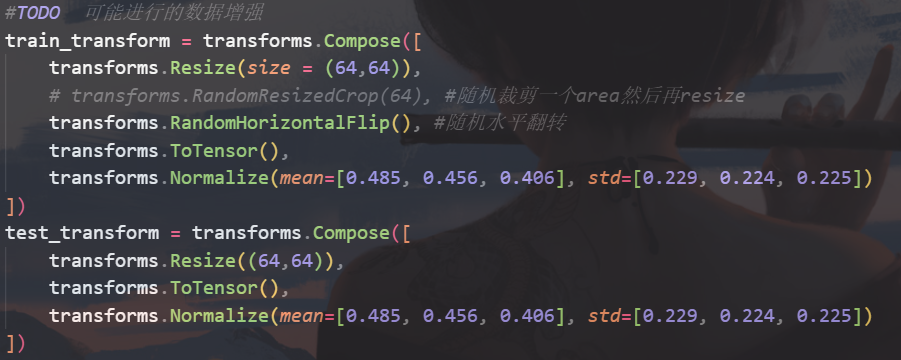 #TODO  可能进行的数据增强
train_transform = transforms.Compose([
    transforms.Resize(size = (64,64)),
    # transforms.RandomResizedCrop(64), #随机裁剪一个area然后再resize
    transforms.RandomHorizontalFlip(), #随机水平翻转
    transforms.ToTensor(),
    transforms.Normalize(mean=[0.485, 0.456, 0.406], std=[0.229, 0.224, 0.225])
])
test_transform = transforms.Compose([
    transforms.Resize((64,64)),
    transforms.ToTensor(),
    transforms.Normalize(mean=[0.485, 0.456, 0.406], std=[0.229, 0.224, 0.225])
])